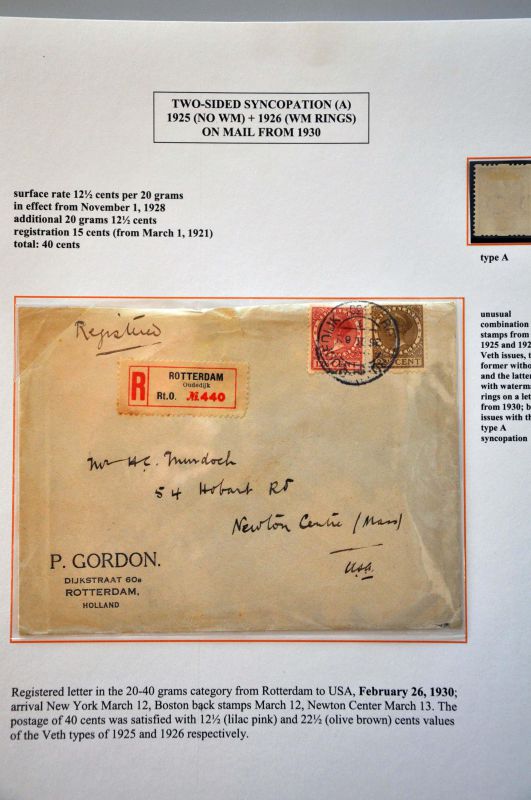 TWO-SIDED SYNCOPATION (A)
1925 (NO WM) + 1926 (WM RINGS)
ON MAIL FROM 1930
surface rate 12½ cents per 20 grams
in effect from November 1, 1928
additional 20 grams 12½ cents
registration 15 cents (from March 1, 1921)
total: 40 cents
type A
unusual
combination
stamps from
1925 and 192
Veth issues, t
former witho
and the latter
with waterma
rings on a lett
from 1930; b
issues with th
type A
syncopation
Registered
R
ROTTERDAM
Oudedijk
Rt.O. No. 440
CENT
CENT
Mr H.C. Murdoch
54 Hobart Rd
Newton Centre (Mass)
USA.
P. GORDON.
DIJKSTRAAT 60B
ROTTERDAM,
HOLLAND
Registered letter in the 20-40 grams category from Rotterdam to USA, February 26, 1930;
arrival New York March 12, Boston back stamps March 12, Newton Center March 13. The
postage of 40 cents was satisfied with 12½ (lilac pink) and 22½ (olive brown) cents values
of the Veth types of 1925 and 1926 respectively.